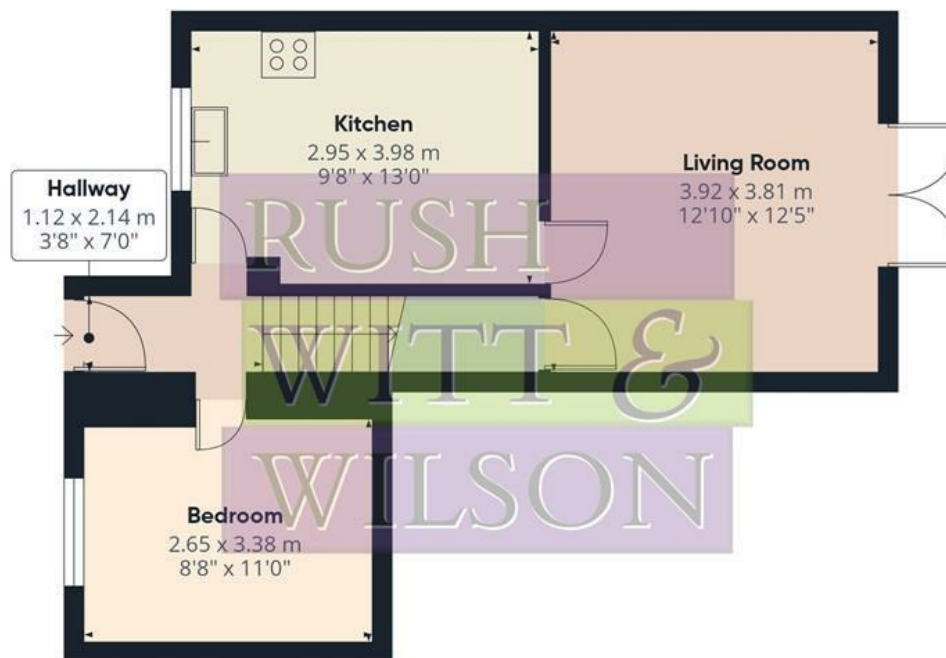 Kitchen
2.95 x 3.98 m
9'8" x 13'0"
Living Room
3.92 x 3.81 m
12'10" x 12'5"
Hallway
1.12 x 2.14 m
3'8" x 7'0"
RUSH
WITT &
WILSON
Bedroom
2.65 x 3.38 m
8'8" x 11'0"